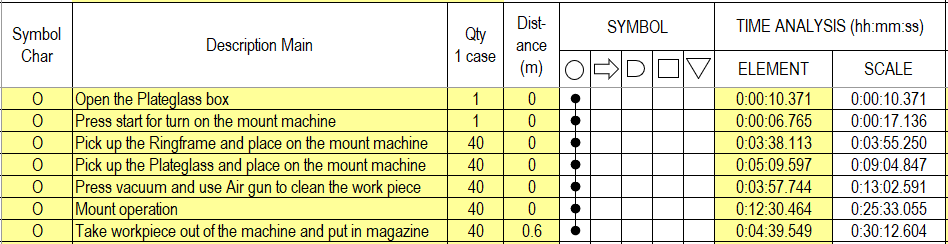 Symbol Char Description Main Qty 1 case Dist-ance (m) SYMBOL TIME ANALYSIS (hh:mm:ss)
ELEMENT SCALE
O Open the Plateglass box 1 0 0:00:10.371 0:00:10.371
O Press start for turn on the mount machine 1 0 0:00:06.765 0:00:17.136
O Pick up the Ringframe and place on the mount machine 40 0 0:03:38.113 0:03:55.250
O Pick up the Plateglass and place on the mount machine 40 0 0:05:09.597 0:09:04.847
O Press vacuum and use Air gun to clean the work piece 40 0 0:03:57.744 0:13:02.591
O Mount operation 40 0 0:12:30.464 0:25:33.055
O Take workpiece out of the machine and put in magazine 40 0.6 0:04:39.549 0:30:12.604